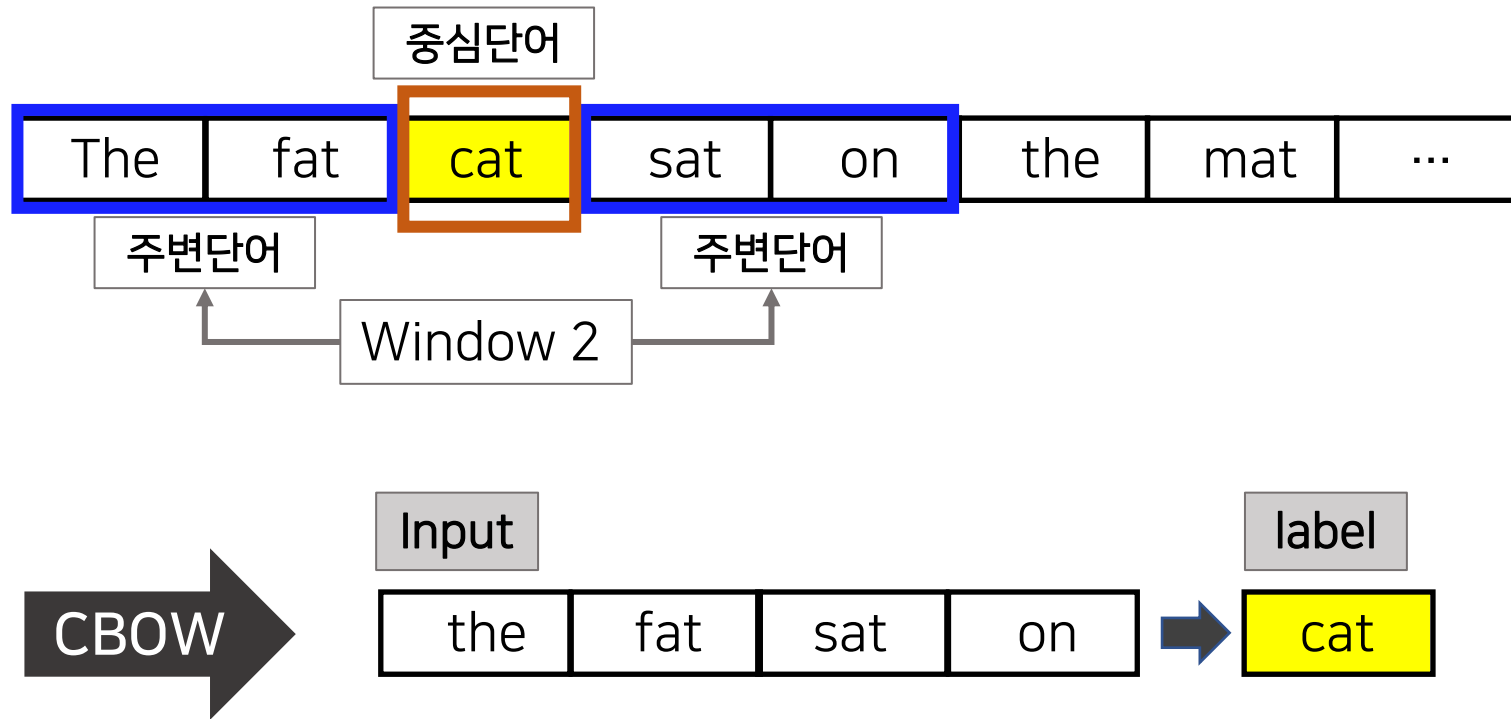 중심단어
The fat cat sat on the mat ...
주변단어 주변단어
Window 2
Input label
CBOW the fat sat on cat